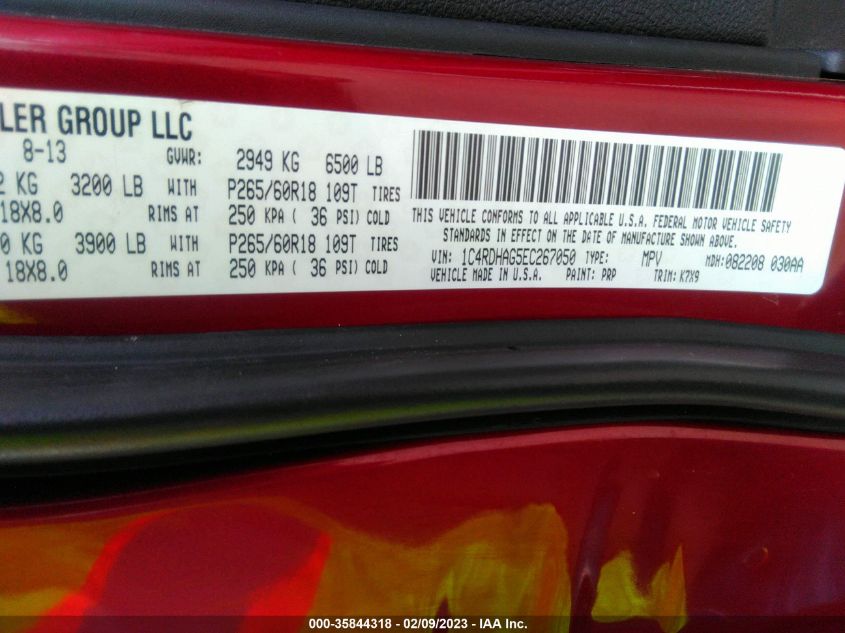 LER GROUP LLC
8-13 GVWR: 2949 KG 6500 LB
KG 3200 LB WITH P265/60R18 109T TIRES
18X8.0 RIMS AT 250 KPA ( 36 PSI) COLD
0 KG 3900 LB WITH P265/60R18 109T TIRES
18X8.0 RIMS AT 250 KPA ( 36 PSI) COLD
THIS VEHICLE CONFORMS TO ALL APPLICABLE U.S.A. FEDERAL MOTOR VEHICLE SAFETY
STANDARDS IN EFFECT ON THE DATE OF MANUFACTURE SHOWN ABOVE.
VIN: 1C4RDHAG5EC267050 TYPE: MPV MDH:082208 030AA
VEHICLE MADE IN U.S.A. PAINT: PRP TRIM: K7X9
000-35844318 - 02/09/2023 - IAA Inc.